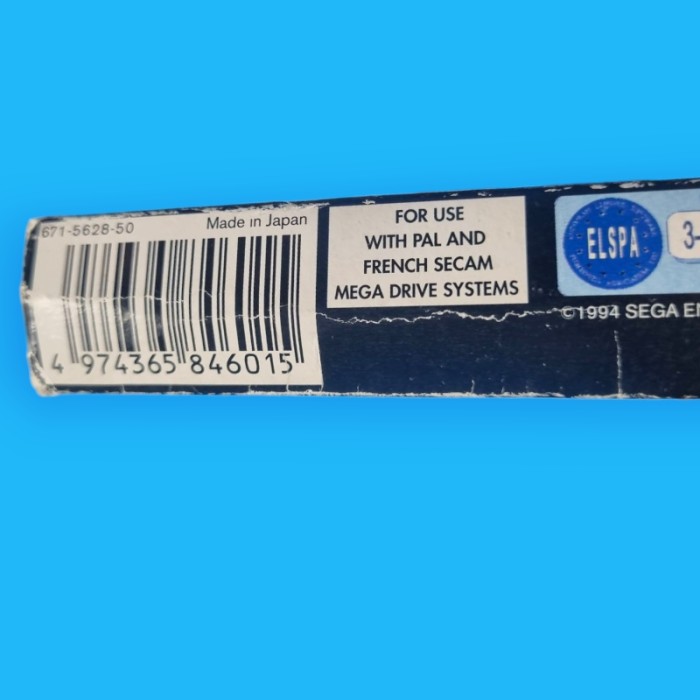 671-5628-50 Made in Japan
4 974365 846015
FOR USE
WITH PAL AND
FRENCH SECAM
MEGA DRIVE SYSTEMS
ELSPA
3-
©1994 SEGA